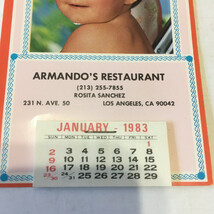 ARMANDO'S RESTAURANT
(213) 255-7855
ROSITA SANCHEZ
231 N. AVE. 50 LOS ANGELES, CA 90042
JANUARY - 1983
SUN. MON. TUE. WED. THU. FRI. SAT.
1
2 3 4 5 6 7 8
9 10 11 12 13 14 15
16 17 18 19 20 21 22
23/30 24/31 25 26 27 28 29